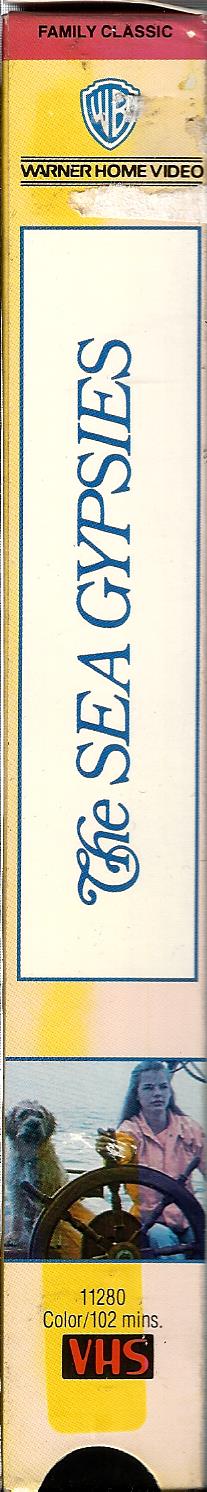 FAMILY CLASSIC
WB
WARNER HOME VIDEO
The SEA GYPSIES
11280
Color/102 mins.
VHS